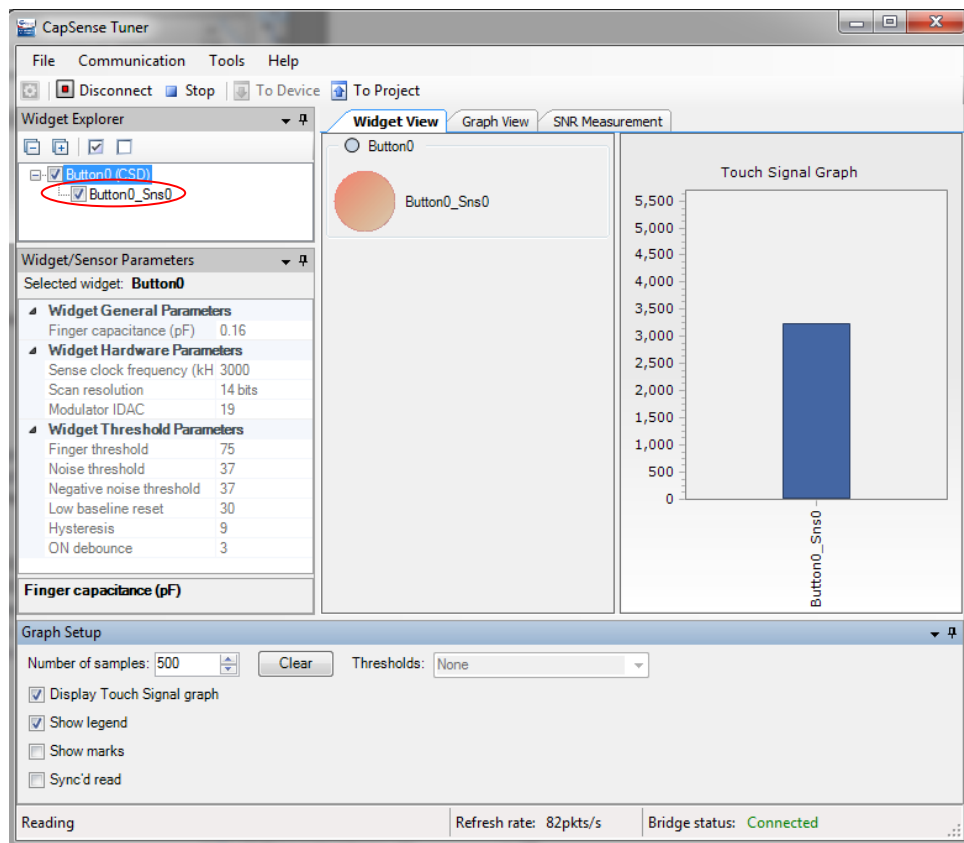 CapSense Tuner
File Communication Tools Help
Disconnect Stop To Device To Project
Widget Explorer
Button0 (CSD)
Button0_Sns0
Widget/Sensor Parameters
Selected widget: Button0
Widget General Parameters
Finger capacitance (pF) 0.16
Widget Hardware Parameters
Sense clock frequency (kH 3000
Scan resolution 14 bits
Modulator IDAC 19
Widget Threshold Parameters
Finger threshold 75
Noise threshold 37
Negative noise threshold 37
Low baseline reset 30
Hysteresis 9
ON debounce 3
Finger capacitance (pF)
Widget View Graph View SNR Measurement
Button0
Button0_Sns0
Touch Signal Graph
5,500
5,000
4,500
4,000
3,500
3,000
2,500
2,000
1,500
1,000
500
0
Button0_Sns0
Graph Setup
Number of samples: 500 Clear Thresholds: None
Display Touch Signal graph
Show legend
Show marks
Sync'd read
Reading Refresh rate: 82pkts/s Bridge status: Connected